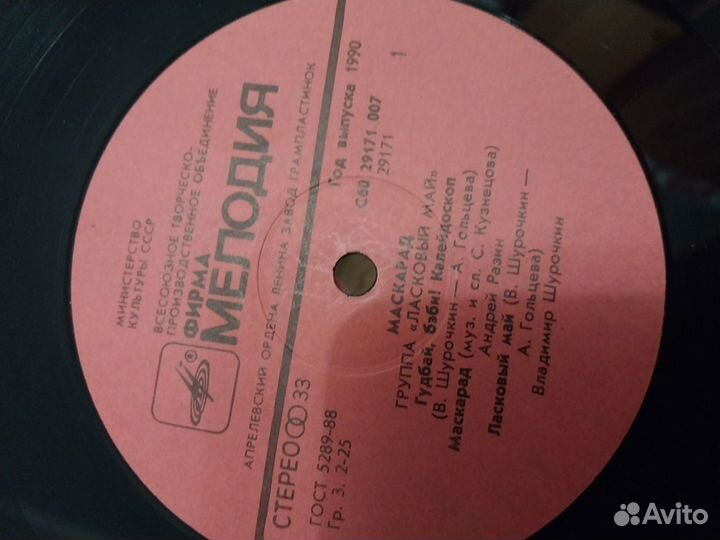 МИНИСТЕРСТВО
КУЛЬТУРЫ СССР
ВСЕСОЮЗНОЕ ТВОРЧЕСКО-
ПРОИЗВОДСТВЕННОЕ ОБЪЕДИНЕНИЕ
ФИРМА
МЕЛОДИЯ
®
АПРЕЛЕВСКИЙ ОРДЕНА ЛЕНИНА ЗАВОД ГРАМПЛАСТИНОК
СТЕРЕО 33
Год выпуска 1990
ГОСТ 5289-88
С60 29171 007
Гр. 3. 2-25
29171
1
МАСКАРАД
ГРУППА «ЛАСКОВЫЙ МАЙ»
Гудбай, бэби! Калейдоскоп
(В. Шурочкин — А. Гольцева)
Маскарад (муз. и сл. С. Кузнецова)
Андрей Разин
Ласковый май (В. Шурочкин —
А. Гольцева)
Владимир Шурочкин
Avito